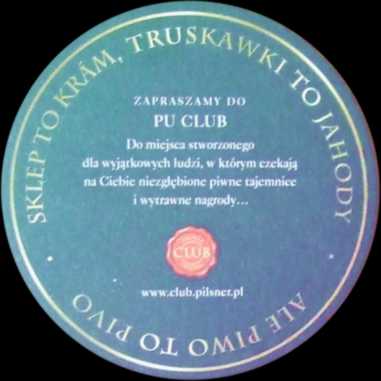 SKLEP TO KRÁM, TRUSKAWKI TO JAHODY
ZAPRASZAMY DO
PU CLUB
Do miejsca stworzonego
dla wyjątkowych ludzi, w którym czekają
na Ciebie niezgłębione piwne tajemnice
i wytrawne nagrody...
CLUB
www.club.pilsner.pl
ALE PIWO TO PIVO